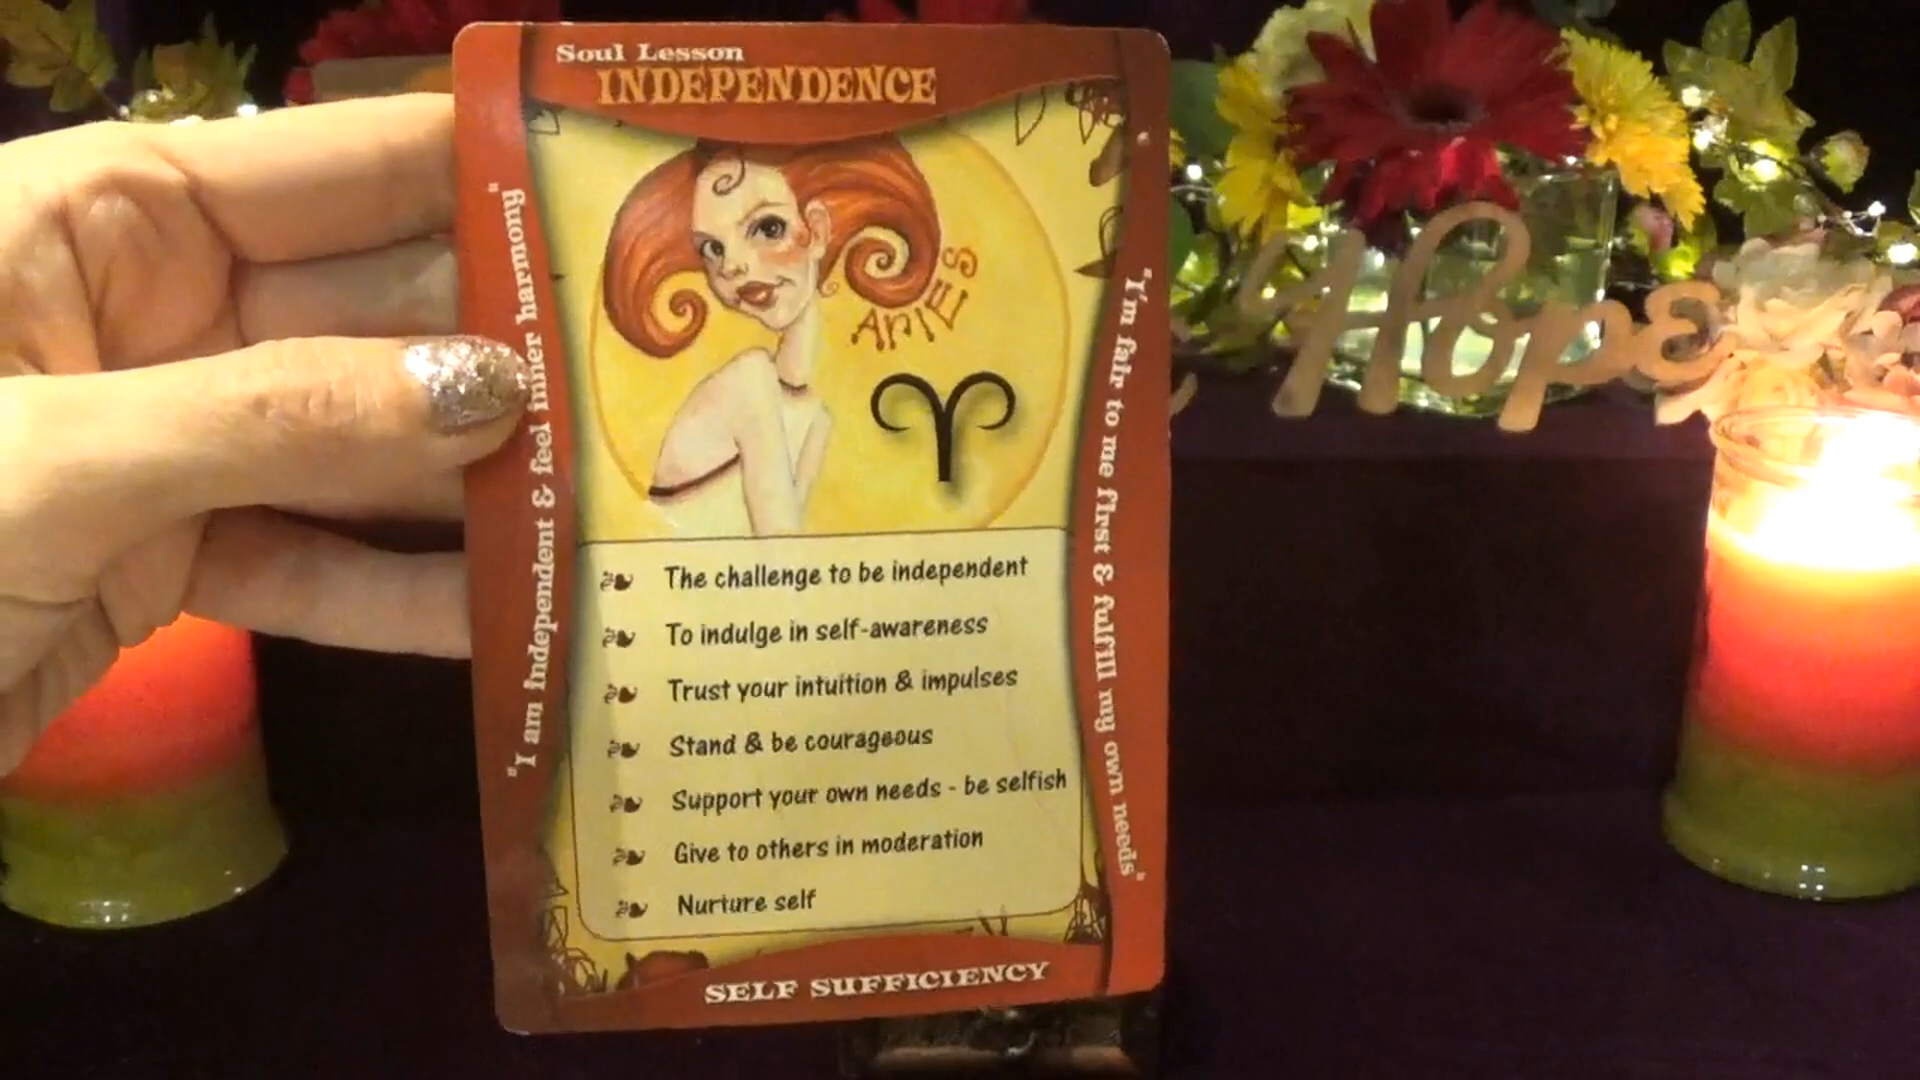 Soul Lesson
INDEPENDENCE
"I am independent & feel inner harmony"
ArIES
"I'm fair to me first & fulfill my own needs"
The challenge to be independent
To indulge in self-awareness
Trust your intuition & impulses
Stand & be courageous
Support your own needs - be selfish
Give to others in moderation
Nurture self
SELF SUFFICIENCY
Hope